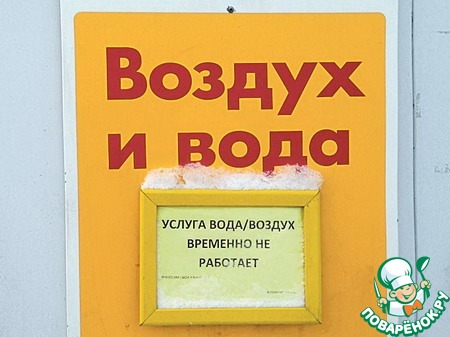 Воздух
и вода
УСЛУГА ВОДА/ВОЗДУХ
ВРЕМЕННО НЕ
РАБОТАЕТ
ПОВАРЁНОК.РУ